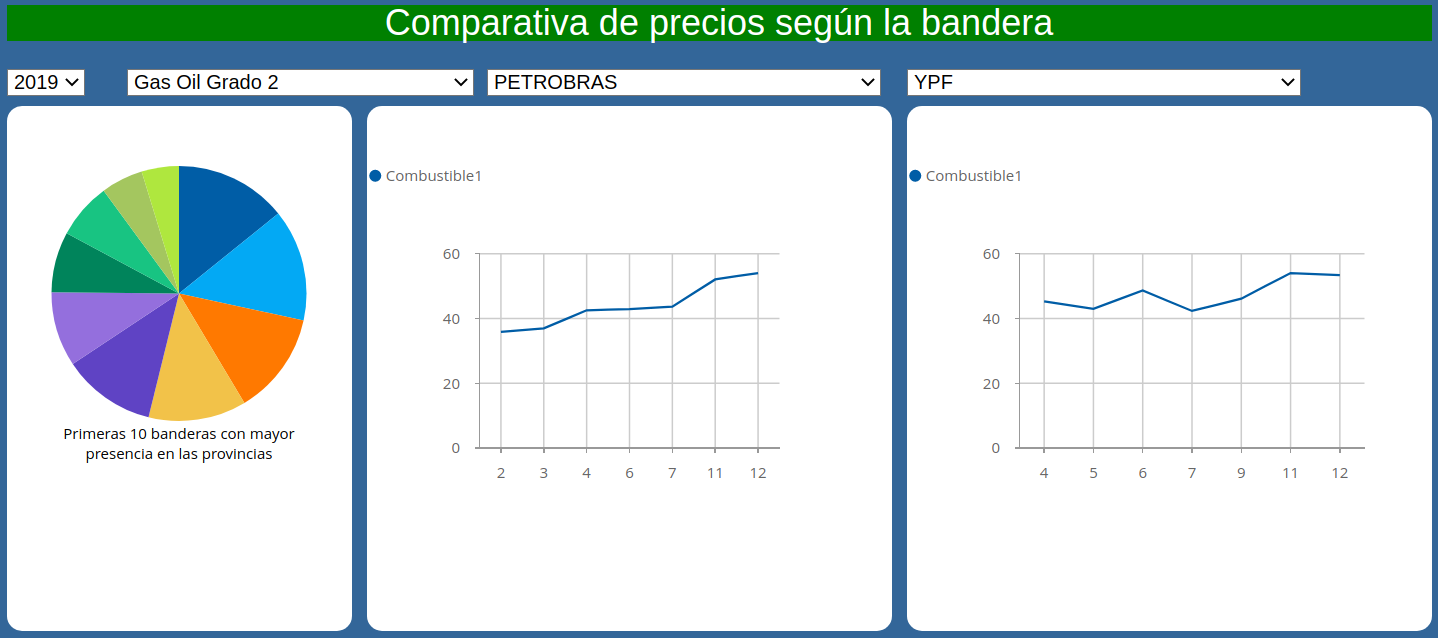 Comparativa de precios según la bandera
2019 Gas Oil Grado 2 PETROBRAS YPF
Primeras 10 banderas con mayor
presencia en las provincias
Combustible1
60
40
20
0
2 3 4 6 7 11 12
Combustible1
60
40
20
0
4 5 6 7 9 11 12